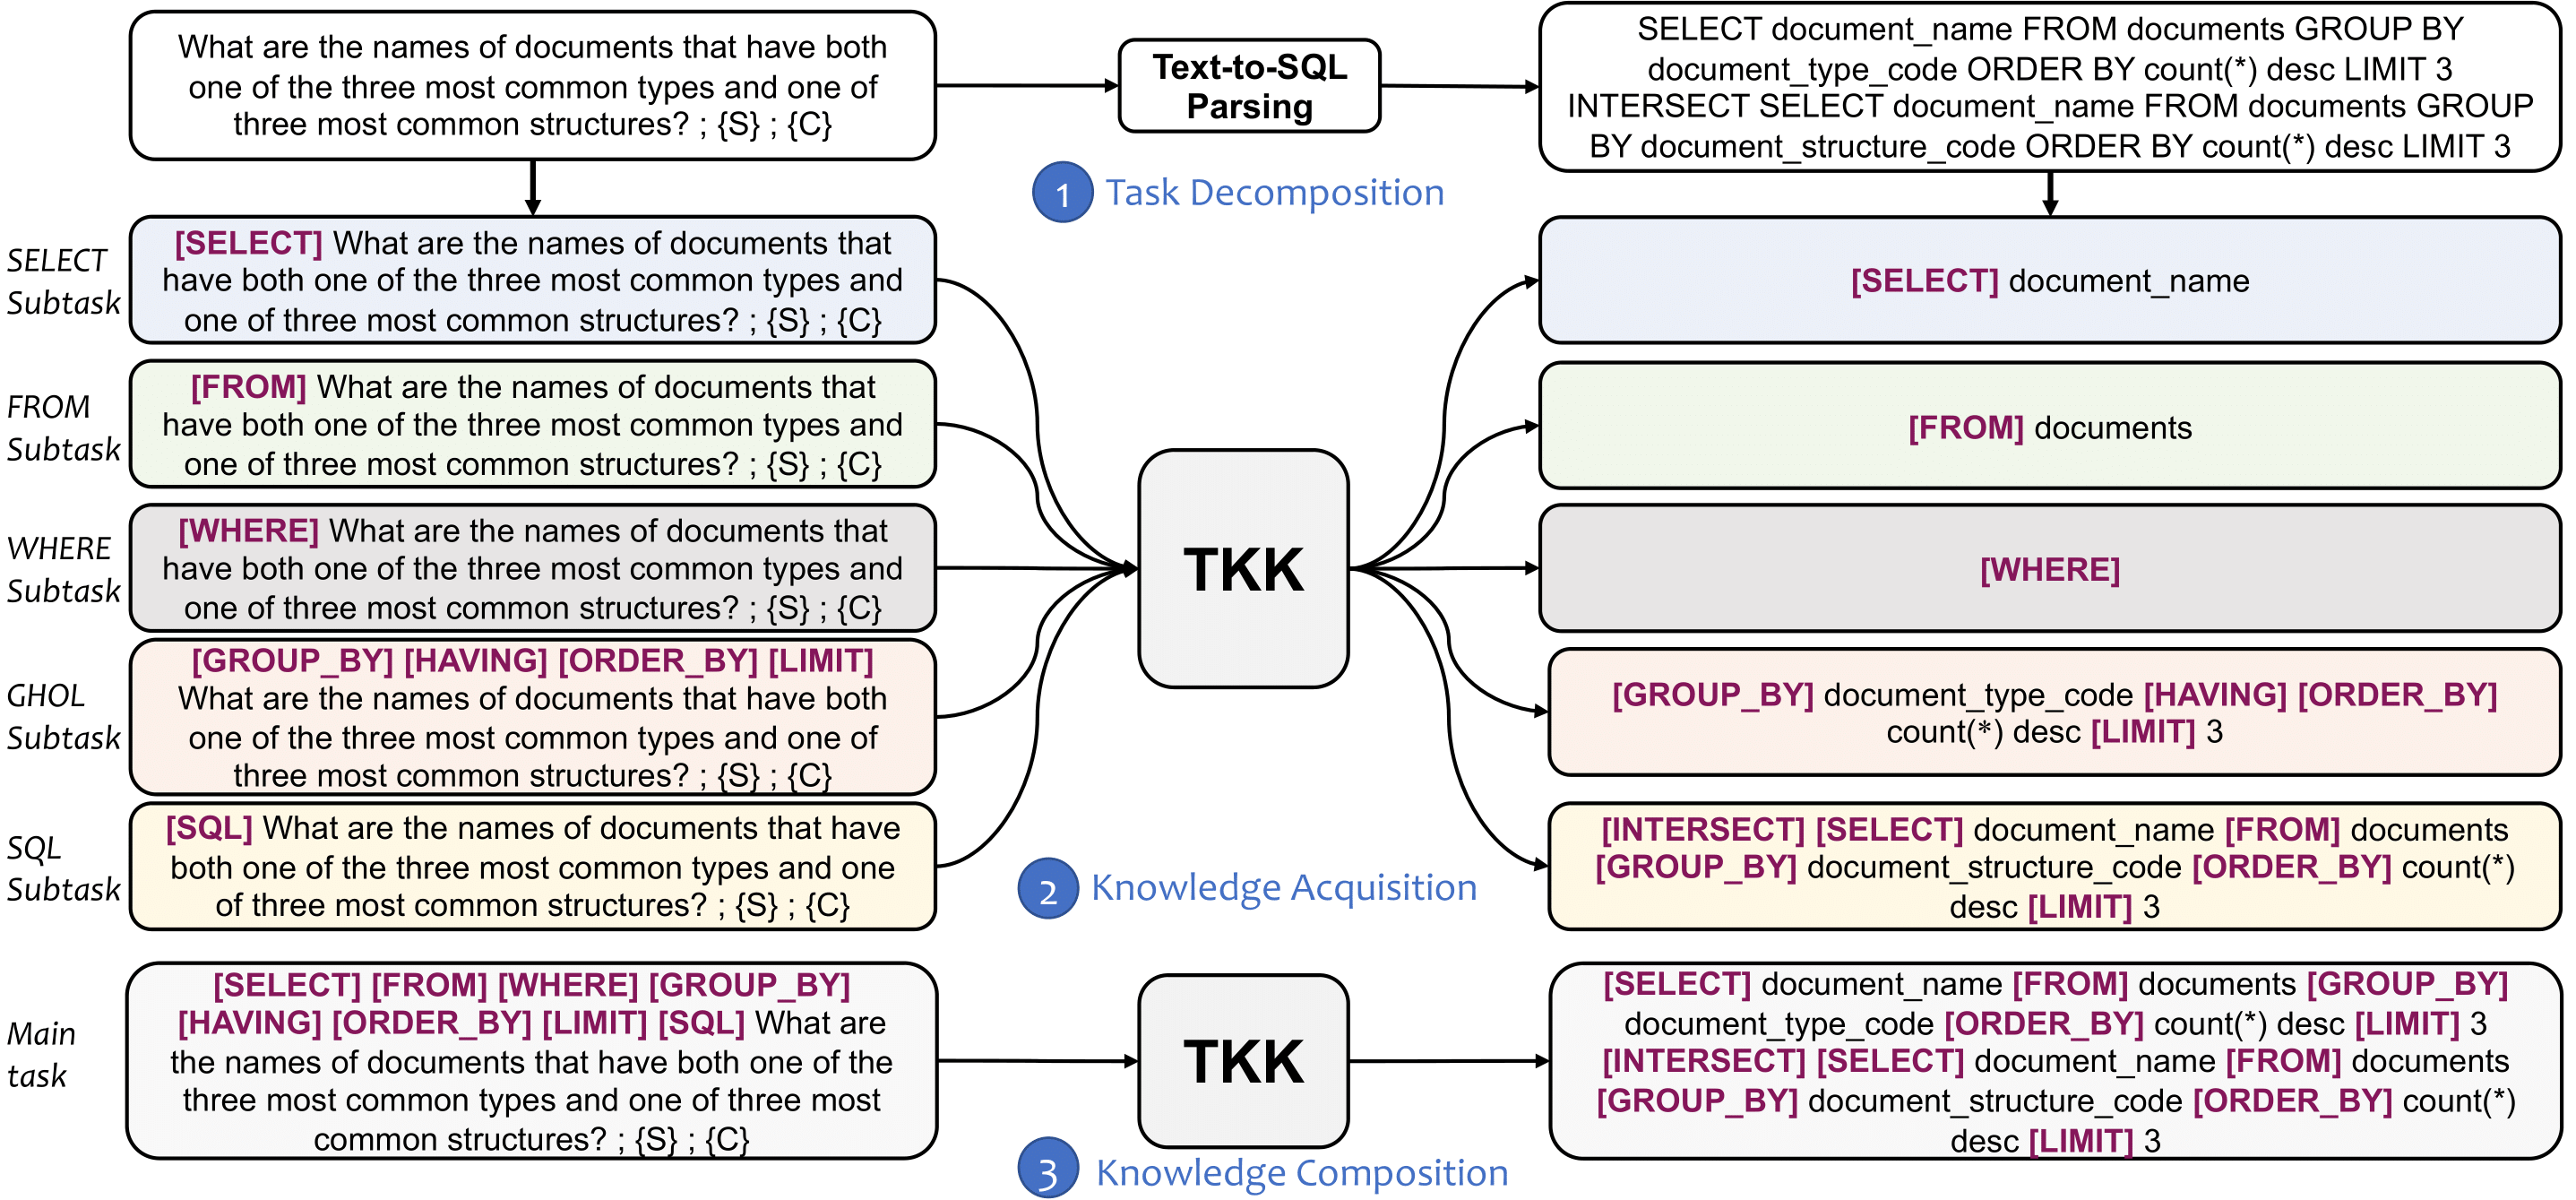 What are the names of documents that have both
one of the three most common types and one of
three most common structures? ; {S} ; {C}
Text-to-SQL
Parsing
SELECT document_name FROM documents GROUP BY
document_type_code ORDER BY count(*) desc LIMIT 3
INTERSECT SELECT document_name FROM documents GROUP
BY document_structure_code ORDER BY count(*) desc LIMIT 3
1 Task Decomposition
SELECT
Subtask
[SELECT] What are the names of documents that
have both one of the three most common types and
one of three most common structures? ; {S} ; {C}
[SELECT] document_name
FROM
Subtask
[FROM] What are the names of documents that
have both one of the three most common types and
one of three most common structures? ; {S} ; {C}
[FROM] documents
WHERE
Subtask
[WHERE] What are the names of documents that
have both one of the three most common types and
one of three most common structures? ; {S} ; {C}
TKK
[WHERE]
GHOL
Subtask
[GROUP_BY] [HAVING] [ORDER_BY] [LIMIT]
What are the names of documents that have both
one of the three most common types and one of
three most common structures? ; {S} ; {C}
[GROUP_BY] document_type_code [HAVING] [ORDER_BY]
count(*) desc [LIMIT] 3
SQL
Subtask
[SQL] What are the names of documents that have
both one of the three most common types and one
of three most common structures? ; {S} ; {C}
2 Knowledge Acquisition
[INTERSECT] [SELECT] document_name [FROM] documents
[GROUP_BY] document_structure_code [ORDER_BY] count(*)
desc [LIMIT] 3
Main
task
[SELECT] [FROM] [WHERE] [GROUP_BY]
[HAVING] [ORDER_BY] [LIMIT] [SQL] What are
the names of documents that have both one of the
three most common types and one of three most
common structures? ; {S} ; {C}
TKK
[SELECT] document_name [FROM] documents [GROUP_BY]
document_type_code [ORDER_BY] count(*) desc [LIMIT] 3
[INTERSECT] [SELECT] document_name [FROM] documents
[GROUP_BY] document_structure_code [ORDER_BY] count(*)
desc [LIMIT] 3
3 Knowledge Composition